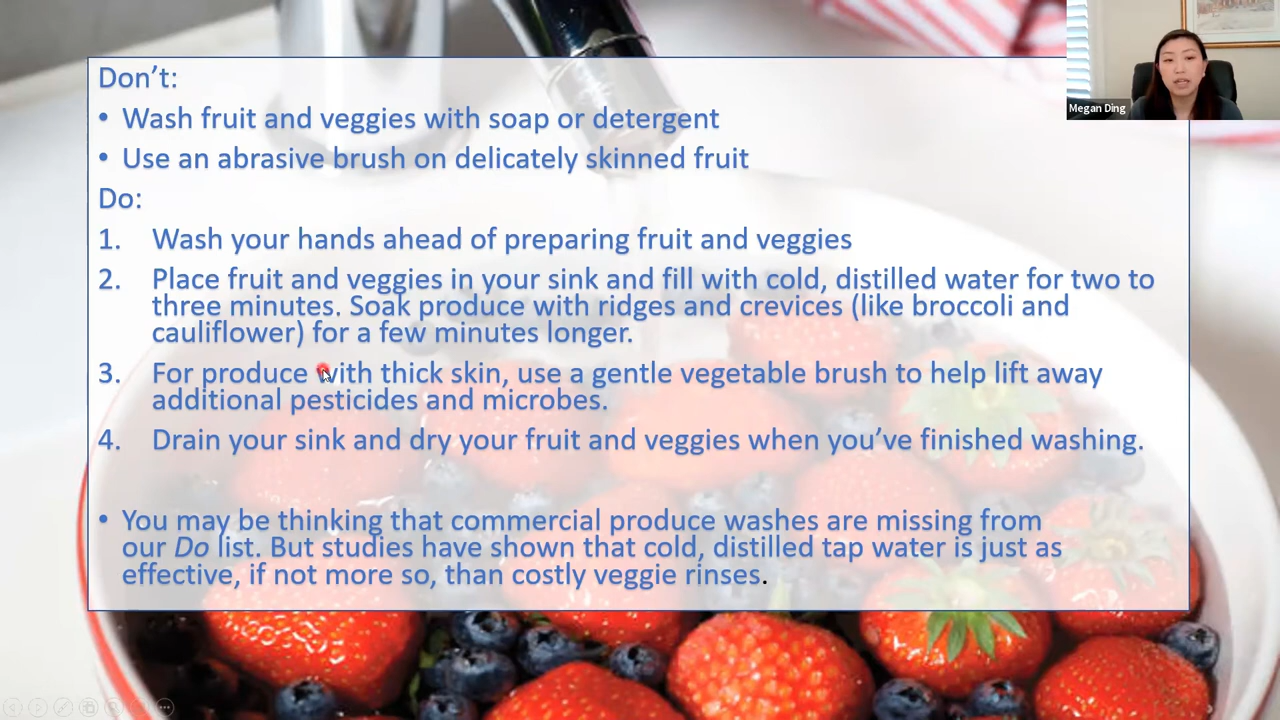 Don't:
• Wash fruit and veggies with soap or detergent
• Use an abrasive brush on delicately skinned fruit
Do:
1. Wash your hands ahead of preparing fruit and veggies
2. Place fruit and veggies in your sink and fill with cold, distilled water for two to
three minutes. Soak produce with ridges and crevices (like broccoli and
cauliflower) for a few minutes longer.
3. For produce with thick skin, use a gentle vegetable brush to help lift away
additional pesticides and microbes.
4. Drain your sink and dry your fruit and veggies when you've finished washing.
• You may be thinking that commercial produce washes are missing from
our Do list. But studies have shown that cold, distilled tap water is just as
effective, if not more so, than costly veggie rinses.
Megan Ding